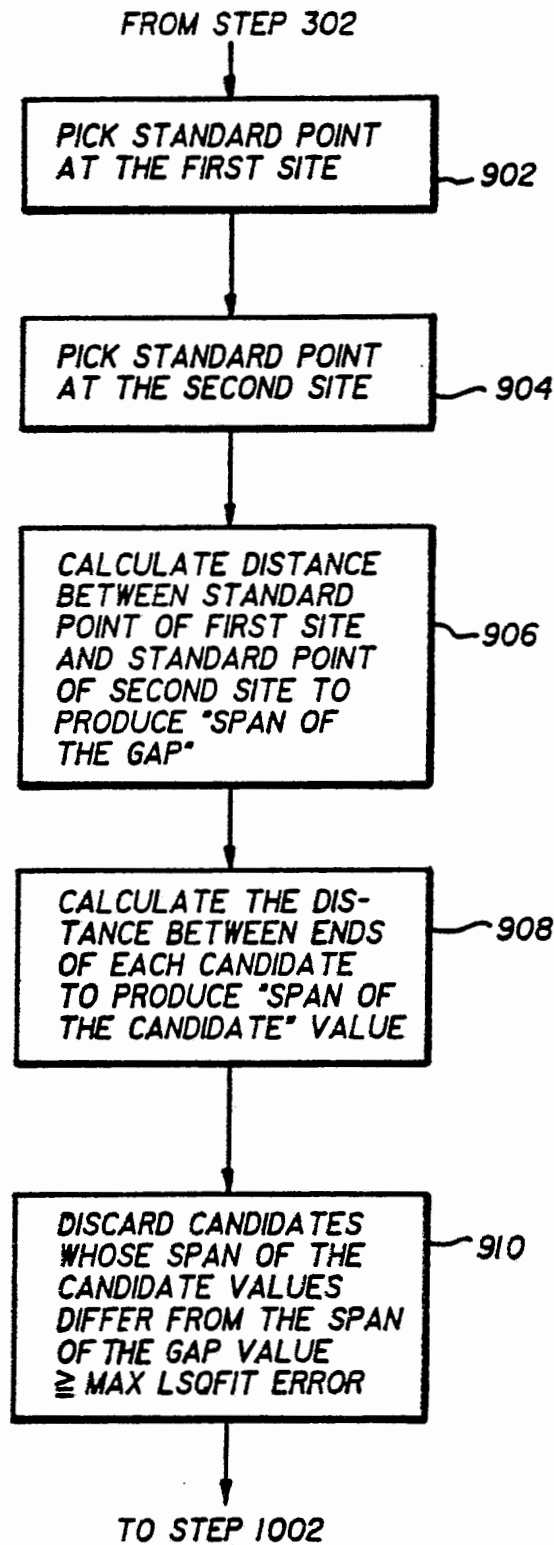 FROM STEP 302
PICK STANDARD POINT
AT THE FIRST SITE
902
PICK STANDARD POINT
AT THE SECOND SITE
904
CALCULATE DISTANCE
BETWEEN STANDARD
POINT OF FIRST SITE
AND STANDARD POINT
OF SECOND SITE TO
PRODUCE "SPAN OF
THE GAP"
906
CALCULATE THE DIS-
TANCE BETWEEN ENDS
OF EACH CANDIDATE
TO PRODUCE "SPAN OF
THE CANDIDATE" VALUE
908
DISCARD CANDIDATES
WHOSE SPAN OF THE
CANDIDATE VALUES
DIFFER FROM THE SPAN
OF THE GAP VALUE
≧ MAX LSQFIT ERROR
910
TO STEP 1002